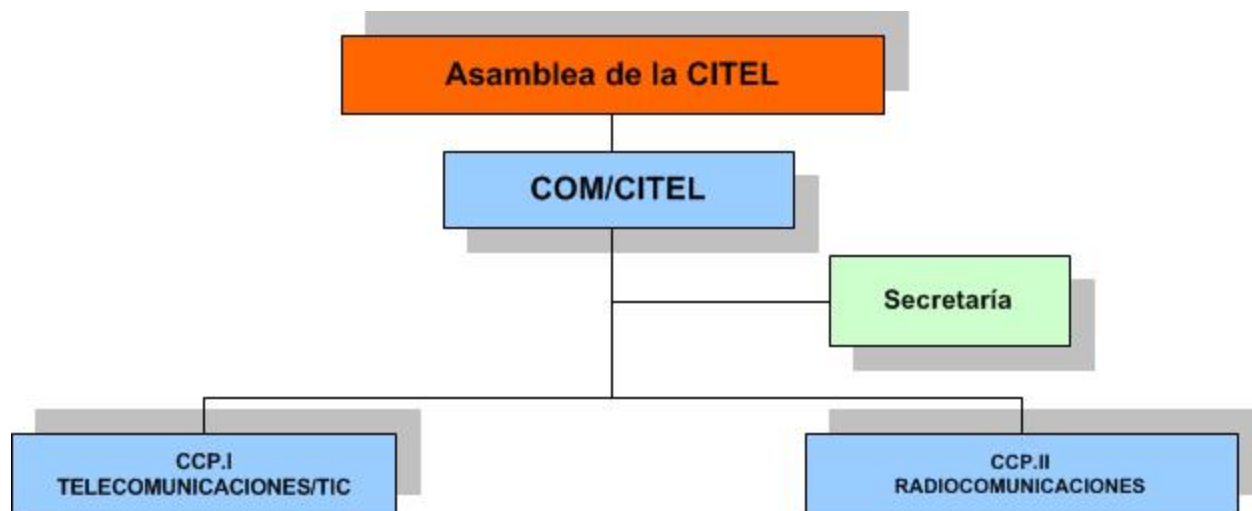 Asamblea de la CITEL
COM/CITEL
Secretaría
CCP.I
TELECOMUNICACIONES/TIC
CCP.II
RADIOCOMUNICACIONES